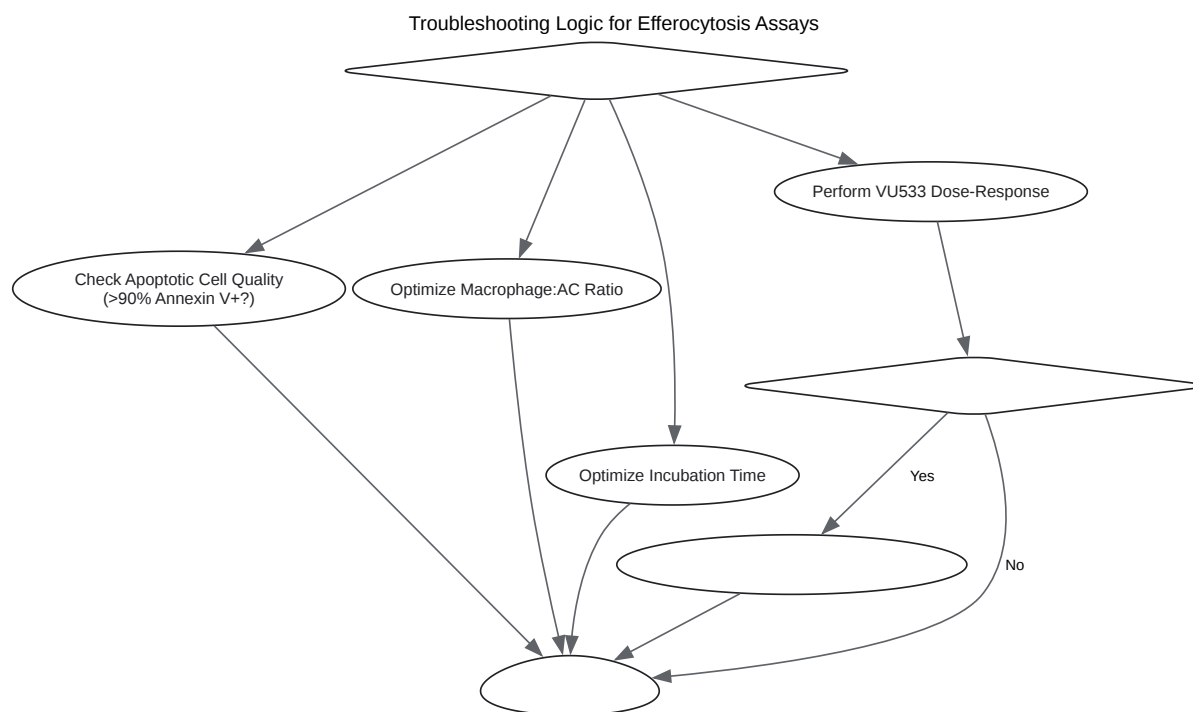 Troubleshooting Logic for Efferocytosis Assays
Perform VU533 Dose-Response
Check Apoptotic Cell Quality
(>90% Annexin V+?)
Optimize Macrophage:AC Ratio
Optimize Incubation Time
Yes
No